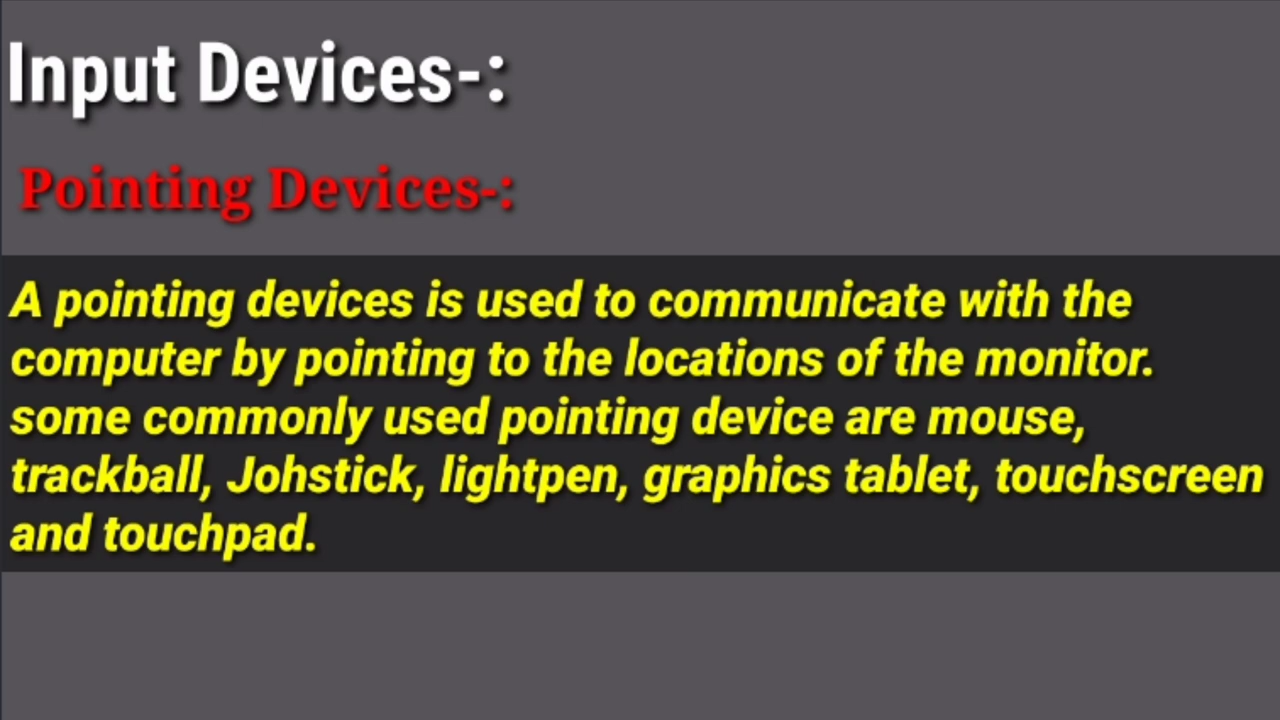 Input Devices-:
Pointing Devices-:
A pointing devices is used to communicate with the
computer by pointing to the locations of the monitor.
some commonly used pointing device are mouse,
trackball, Johstick, lightpen, graphics tablet, touchscreen
and touchpad.